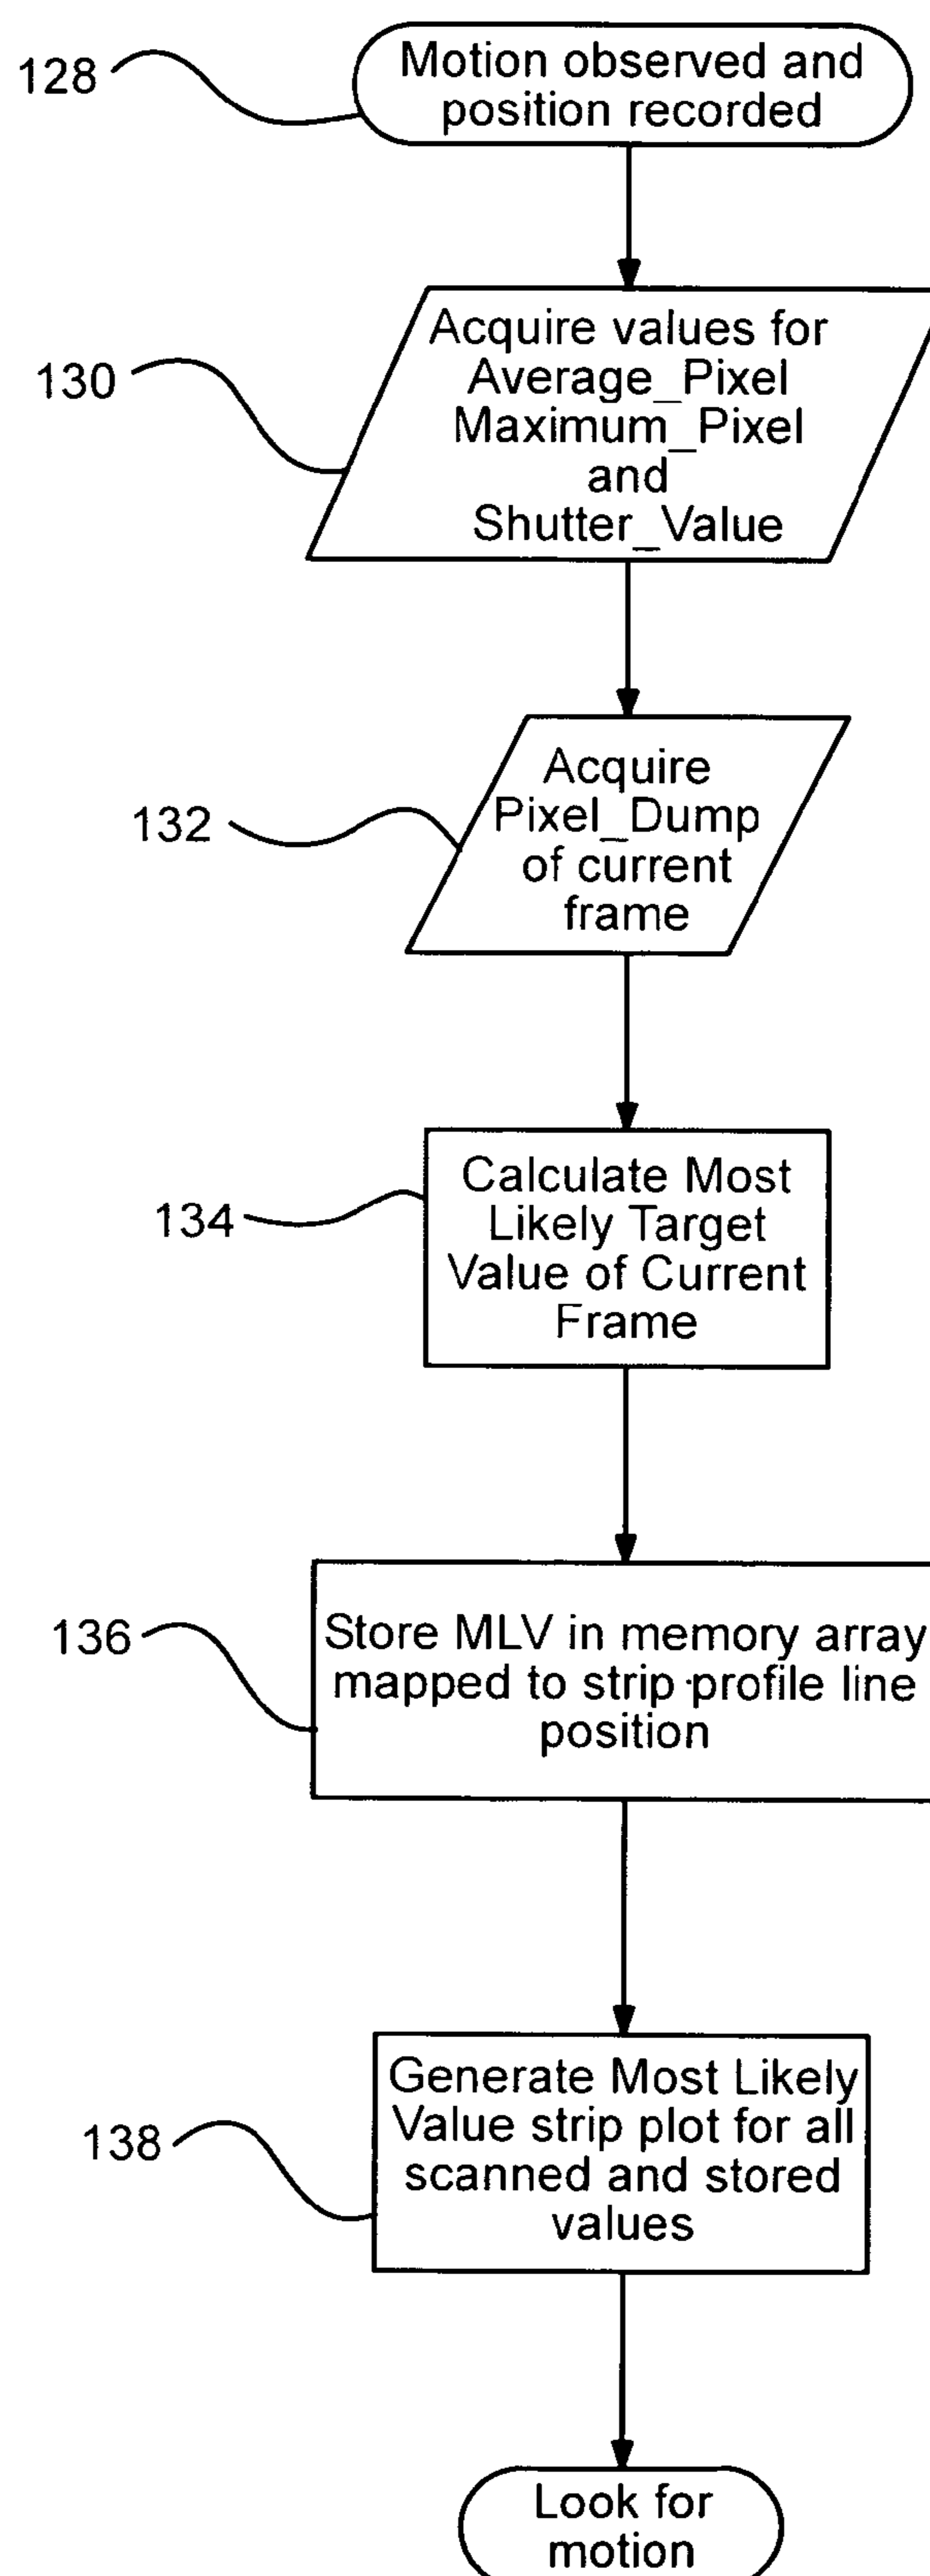 128
Motion observed and
position recorded
130
Acquire values for
Average_Pixel
Maximum_Pixel
and
Shutter_Value
132
Acquire
Pixel_Dump
of current
frame
134
Calculate Most
Likely Target
Value of Current
Frame
136
Store MLV in memory array
mapped to strip profile line
position
138
Generate Most Likely
Value strip plot for all
scanned and stored
values
Look for
motion